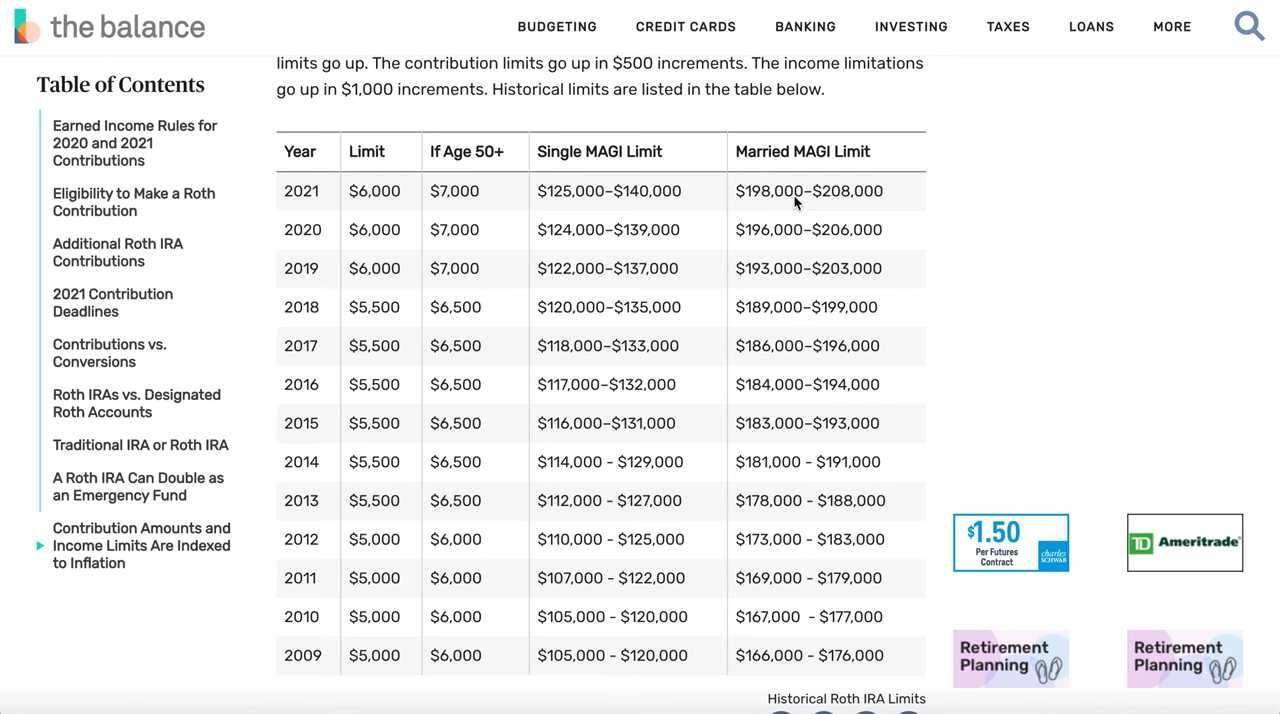 the balance
BUDGETING CREDIT CARDS BANKING INVESTING TAXES LOANS MORE
Table of Contents
Earned Income Rules for
2020 and 2021
Contributions
Eligibility to Make a Roth
Contribution
Additional Roth IRA
Contributions
2021 Contribution
Deadlines
Contributions vs.
Conversions
Roth IRAs vs. Designated
Roth Accounts
Traditional IRA or Roth IRA
A Roth IRA Can Double as
an Emergency Fund
Contribution Amounts and
Income Limits Are Indexed
to Inflation
limits go up. The contribution limits go up in $500 increments. The income limitations
go up in $1,000 increments. Historical limits are listed in the table below.
Year Limit If Age 50+ Single MAGI Limit Married MAGI Limit
2021 $6,000 $7,000 $125,000–$140,000 $198,000–$208,000
2020 $6,000 $7,000 $124,000–$139,000 $196,000–$206,000
2019 $6,000 $7,000 $122,000–$137,000 $193,000–$203,000
2018 $5,500 $6,500 $120,000–$135,000 $189,000–$199,000
2017 $5,500 $6,500 $118,000–$133,000 $186,000–$196,000
2016 $5,500 $6,500 $117,000–$132,000 $184,000–$194,000
2015 $5,500 $6,500 $116,000–$131,000 $183,000–$193,000
2014 $5,500 $6,500 $114,000 - $129,000 $181,000 - $191,000
2013 $5,500 $6,500 $112,000 - $127,000 $178,000 - $188,000
2012 $5,000 $6,000 $110,000 - $125,000 $173,000 - $183,000
2011 $5,000 $6,000 $107,000 - $122,000 $169,000 - $179,000
2010 $5,000 $6,000 $105,000 - $120,000 $167,000 - $177,000
2009 $5,000 $6,000 $105,000 - $120,000 $166,000 - $176,000
Historical Roth IRA Limits
$1.50
Per Futures
Contract
charles
SCHWAB
TD Ameritrade
Retirement
Planning
Retirement
Planning